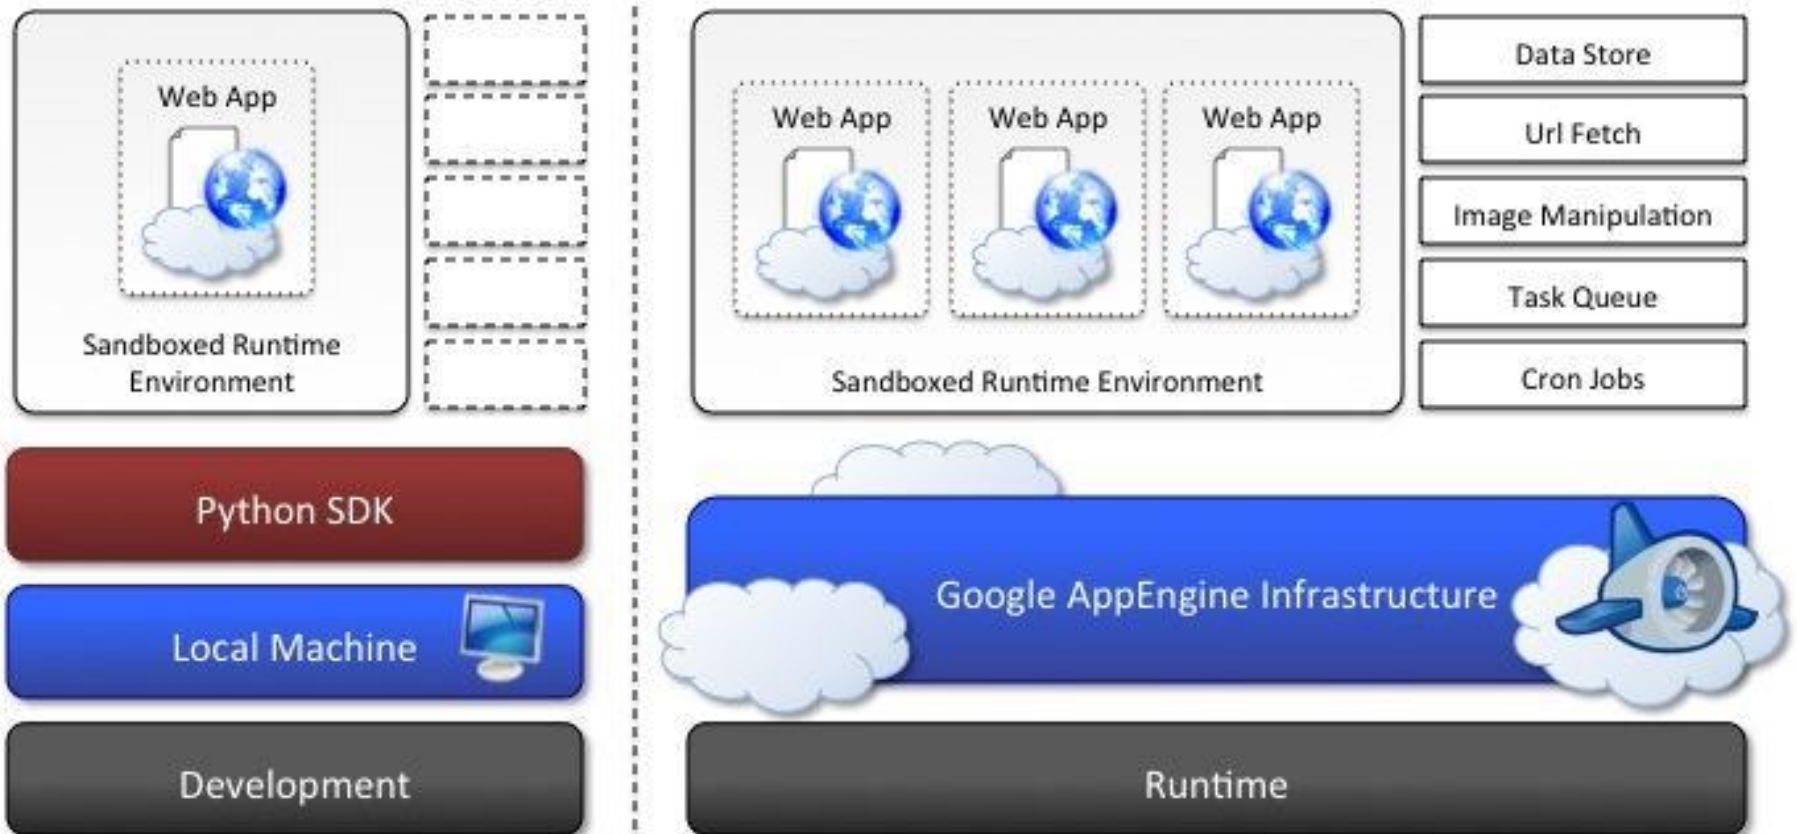 Web App
Sandboxed Runtime
Environment
Python SDK
Local Machine
Development
Web App
Web App
Web App
Sandboxed Runtime Environment
Data Store
Url Fetch
Image Manipulation
Task Queue
Cron Jobs
Google AppEngine Infrastructure
Runtime